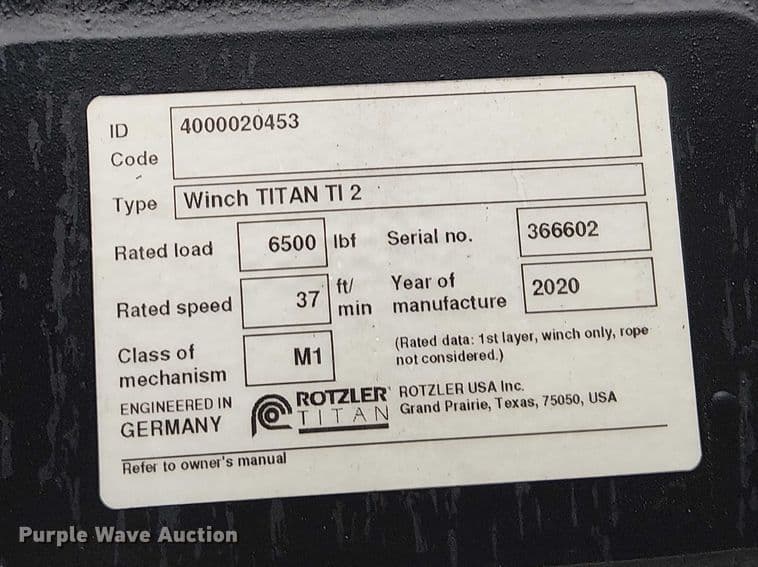 ID
Code
4000020453
Type
Winch TITAN TI 2
Rated load
6500
lbf
Serial no.
366602
Rated speed
37
ft/
min
Year of
manufacture
2020
Class of
mechanism
M1
(Rated data: 1st layer, winch only, rope
not considered.)
ENGINEERED IN
GERMANY
ROTZLER
TITAN
ROTZLER USA Inc.
Grand Prairie, Texas, 75050, USA
Refer to owner's manual
Purple Wave Auction